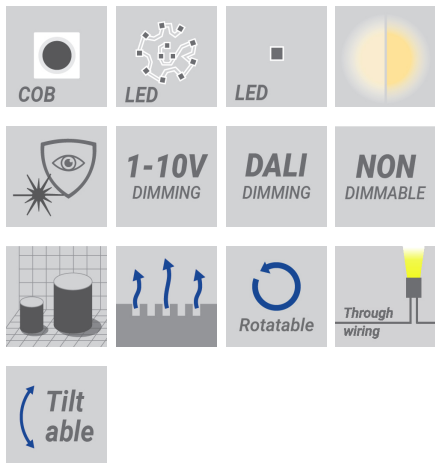 COB
LED
LED
1-10V
DIMMING
DALI
DIMMING
NON
DIMMABLE
Rotatable
Through
wiring
Tilt
able